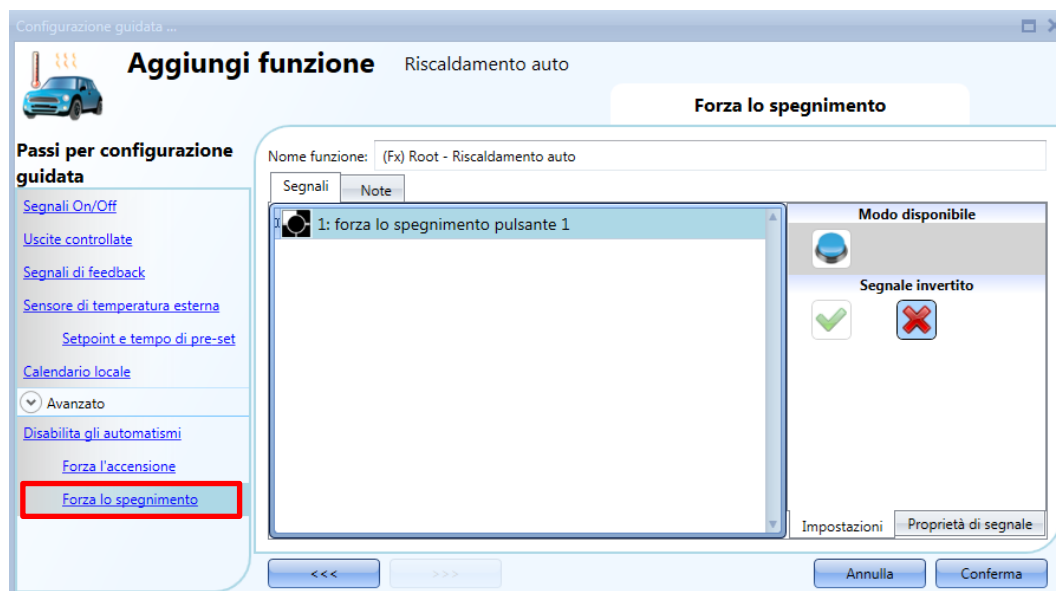 Configurazione guidata ...
Aggiungi funzione Riscaldamento auto
Forza lo spegnimento
Passi per configurazione
guidata
Segnali On/Off
Uscite controllate
Segnali di feedback
Sensore di temperatura esterna
Setpoint e tempo di pre-set
Calendario locale
Avanzato
Disabilita gli automatismi
Forza l'accensione
Forza lo spegnimento
Nome funzione: (Fx) Root - Riscaldamento auto
Segnali Note
1: forza lo spegnimento pulsante 1
Modo disponibile
Segnale invertito
Impostazioni Proprietà di segnale
<<< >>> Annulla Conferma